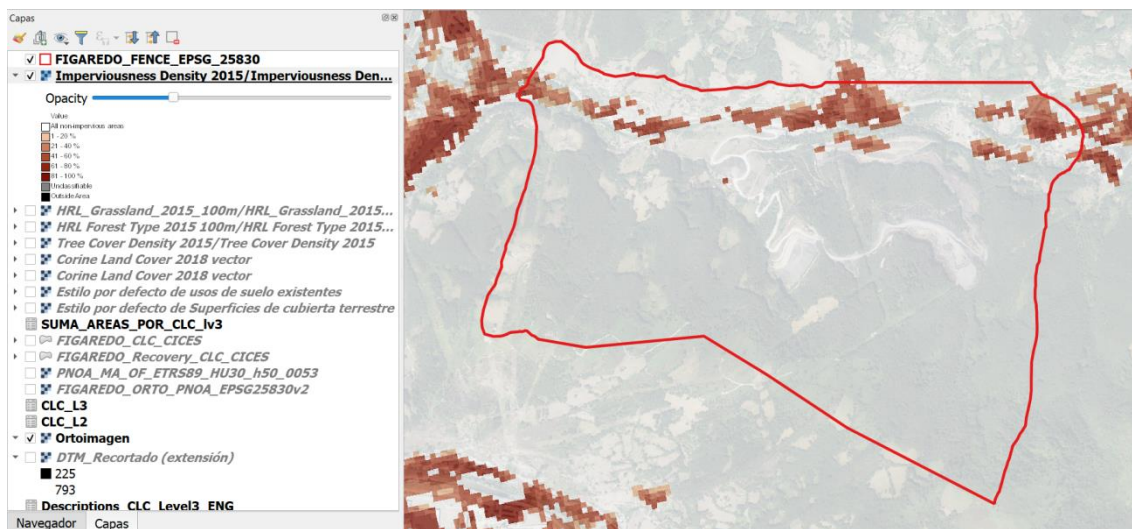 Capas
FIGAREDO_FENCE_EPSG_25830
Imperviousness Density 2015/Imperviousness Den...
Opacity
Value
All non-impervious areas
1 - 20 %
21 - 40 %
41 - 60 %
61 - 80 %
81 - 100 %
Unclassifiable
Outside Area
HRL_Grassland_2015_100m/HRL_Grassland_2015...
HRL Forest Type 2015 100m/HRL Forest Type 2015...
Tree Cover Density 2015/Tree Cover Density 2015
Corine Land Cover 2018 vector
Corine Land Cover 2018 vector
Estilo por defecto de usos de suelo existentes
Estilo por defecto de Superficies de cubierta terrestre
SUMA_AREAS_POR_CLC_lv3
FIGAREDO_CLC_CICES
FIGAREDO_Recovery_CLC_CICES
PNOA_MA_OF_ETRS89_HU30_h50_0053
FIGAREDO_ORTO_PNOA_EPSG25830v2
CLC_L3
CLC_L2
Ortoimagen
DTM_Recortado (extensión)
225
793
Descriptions_CLC_Level3_ENG
Navegador Capas